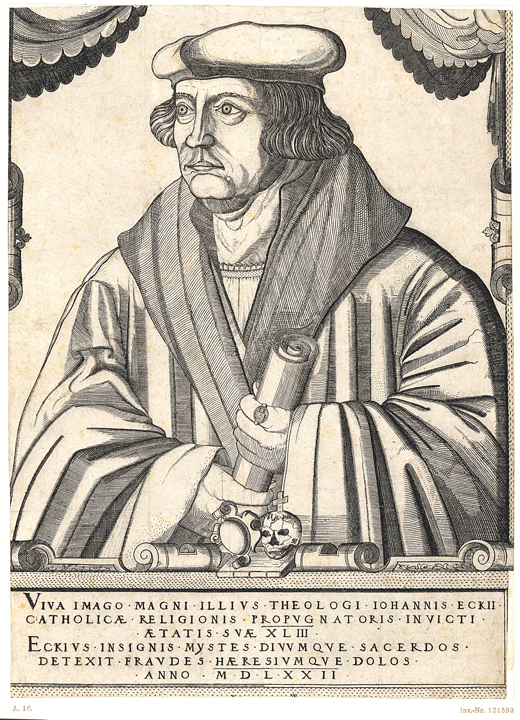 VIVA IMAGO · MAGNI · ILLIVS · THEOLOGI · IOHANNIS · ECKII ·
CATHOLICÆ · RELIGIONIS · PROPVGNATORIS · INVICTI ·
ÆTATIS · SVÆ XLIII ·
ECKIVS · INSIGNIS · MYSTES · DIVVMQVE · SACERDOS ·
DETEXIT · FRAVDES · HÆRESIVMQVE · DOLOS ·
· ANNO · M D L X X I I
A. 16.
Inv.-Nr. 121593